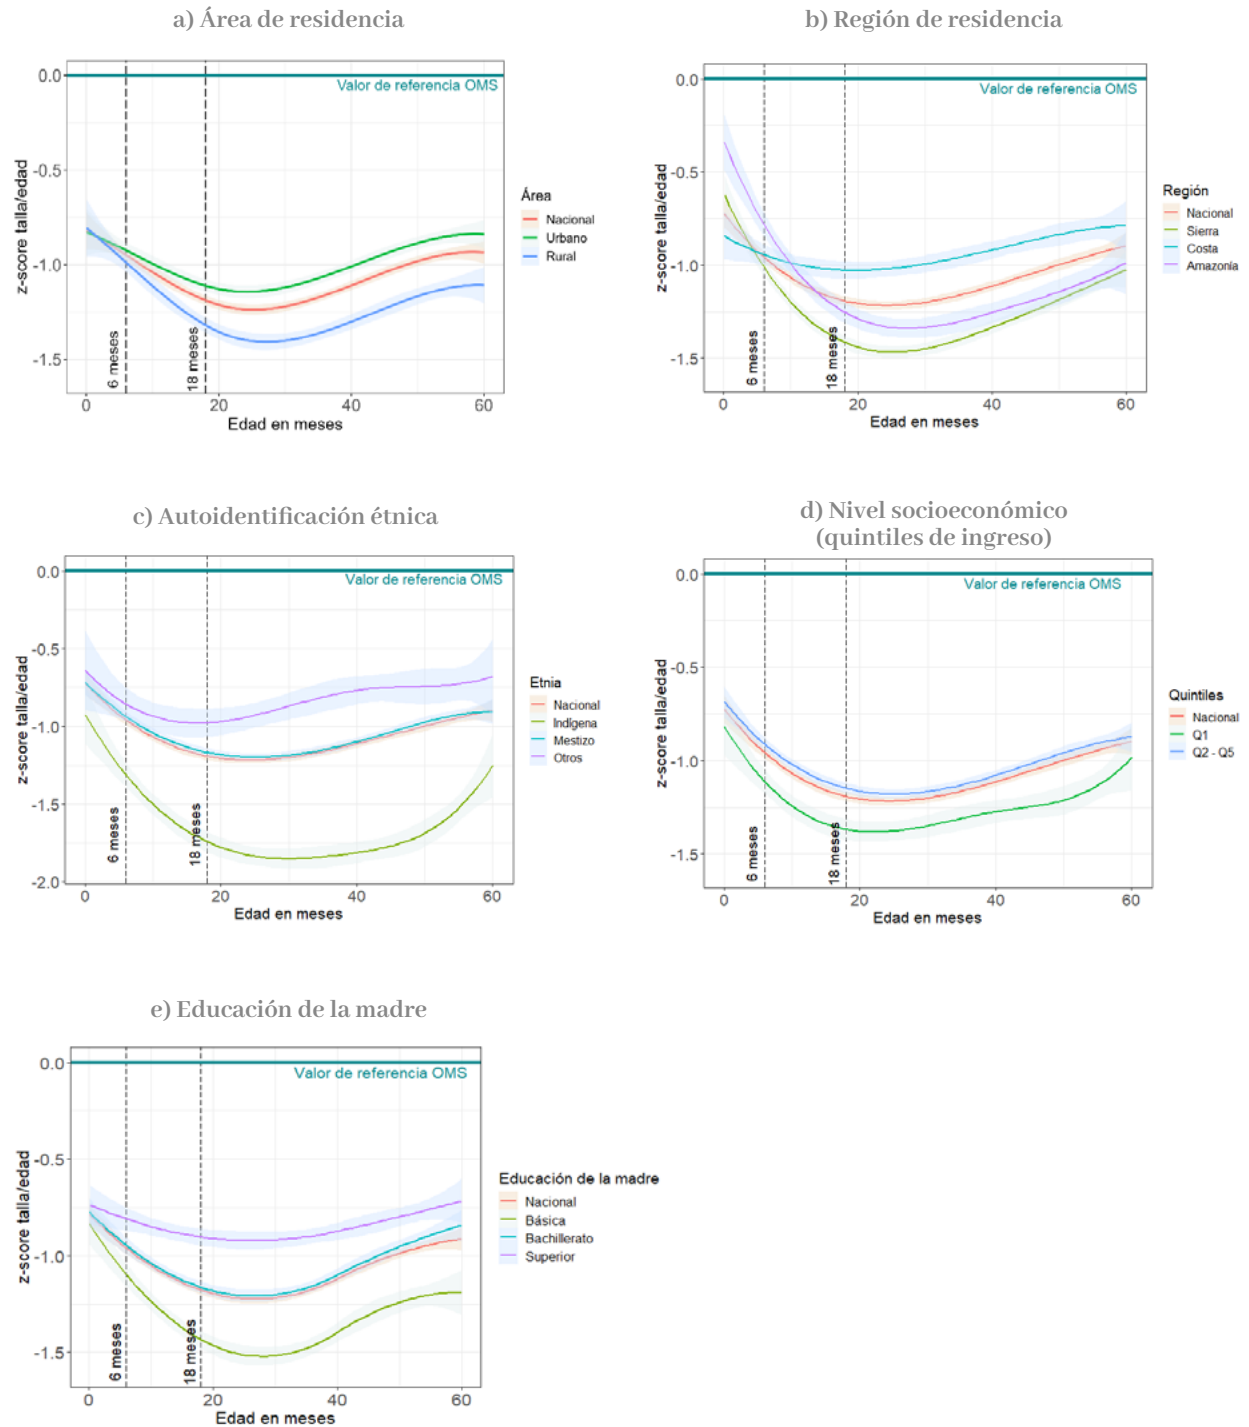 a) Área de residencia
0.0
-0.5
-1.0
-1.5
z-score talla/edad
Valor de referencia OMS
6 meses
18 meses
0
20
40
60
Edad en meses
Área
Nacional
Urbano
Rural
b) Región de residencia
0.0
-0.5
-1.0
-1.5
z-score talla/edad
Valor de referencia OMS
6 meses
18 meses
0
20
40
60
Edad en meses
Región
Nacional
Sierra
Costa
Amazonía
c) Autoidentificación étnica
0.0
-0.5
-1.0
-1.5
-2.0
z-score talla/edad
Valor de referencia OMS
6 meses
18 meses
0
20
40
60
Edad en meses
Etnia
Nacional
Indígena
Mestizo
Otros
d) Nivel socioeconómico
(quintiles de ingreso)
0.0
-0.5
-1.0
-1.5
z-score talla/edad
Valor de referencia OMS
6 meses
18 meses
0
20
40
60
Edad en meses
Quintiles
Nacional
Q1
Q2 - Q5
e) Educación de la madre
0.0
-0.5
-1.0
-1.5
z-score talla/edad
Valor de referencia OMS
6 meses
18 meses
0
20
40
60
Edad en meses
Educación de la madre
Nacional
Básica
Bachillerato
Superior